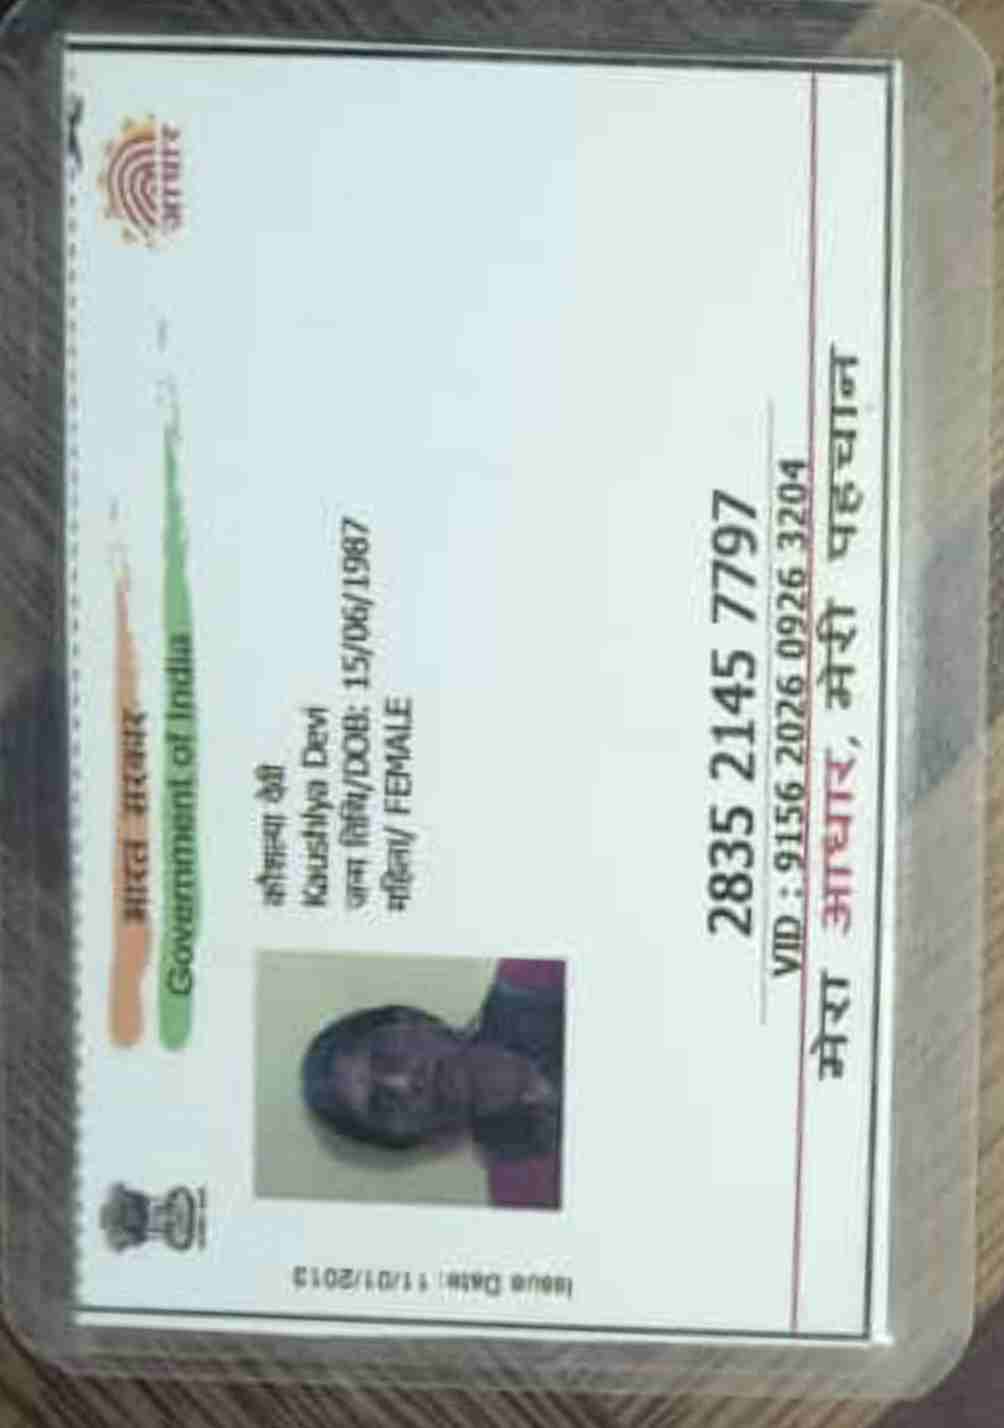 भारत सरकार
Government of India
आधार
Issue Date: 11/01/2013
कौशल्या देवी
Kaushlya Devi
जन्म तिथि/DOB: 15/06/1987
महिला/ FEMALE
2835 2145 7797
VID : 9156 2026 0926 3204
मेरा आधार, मेरी पहचान